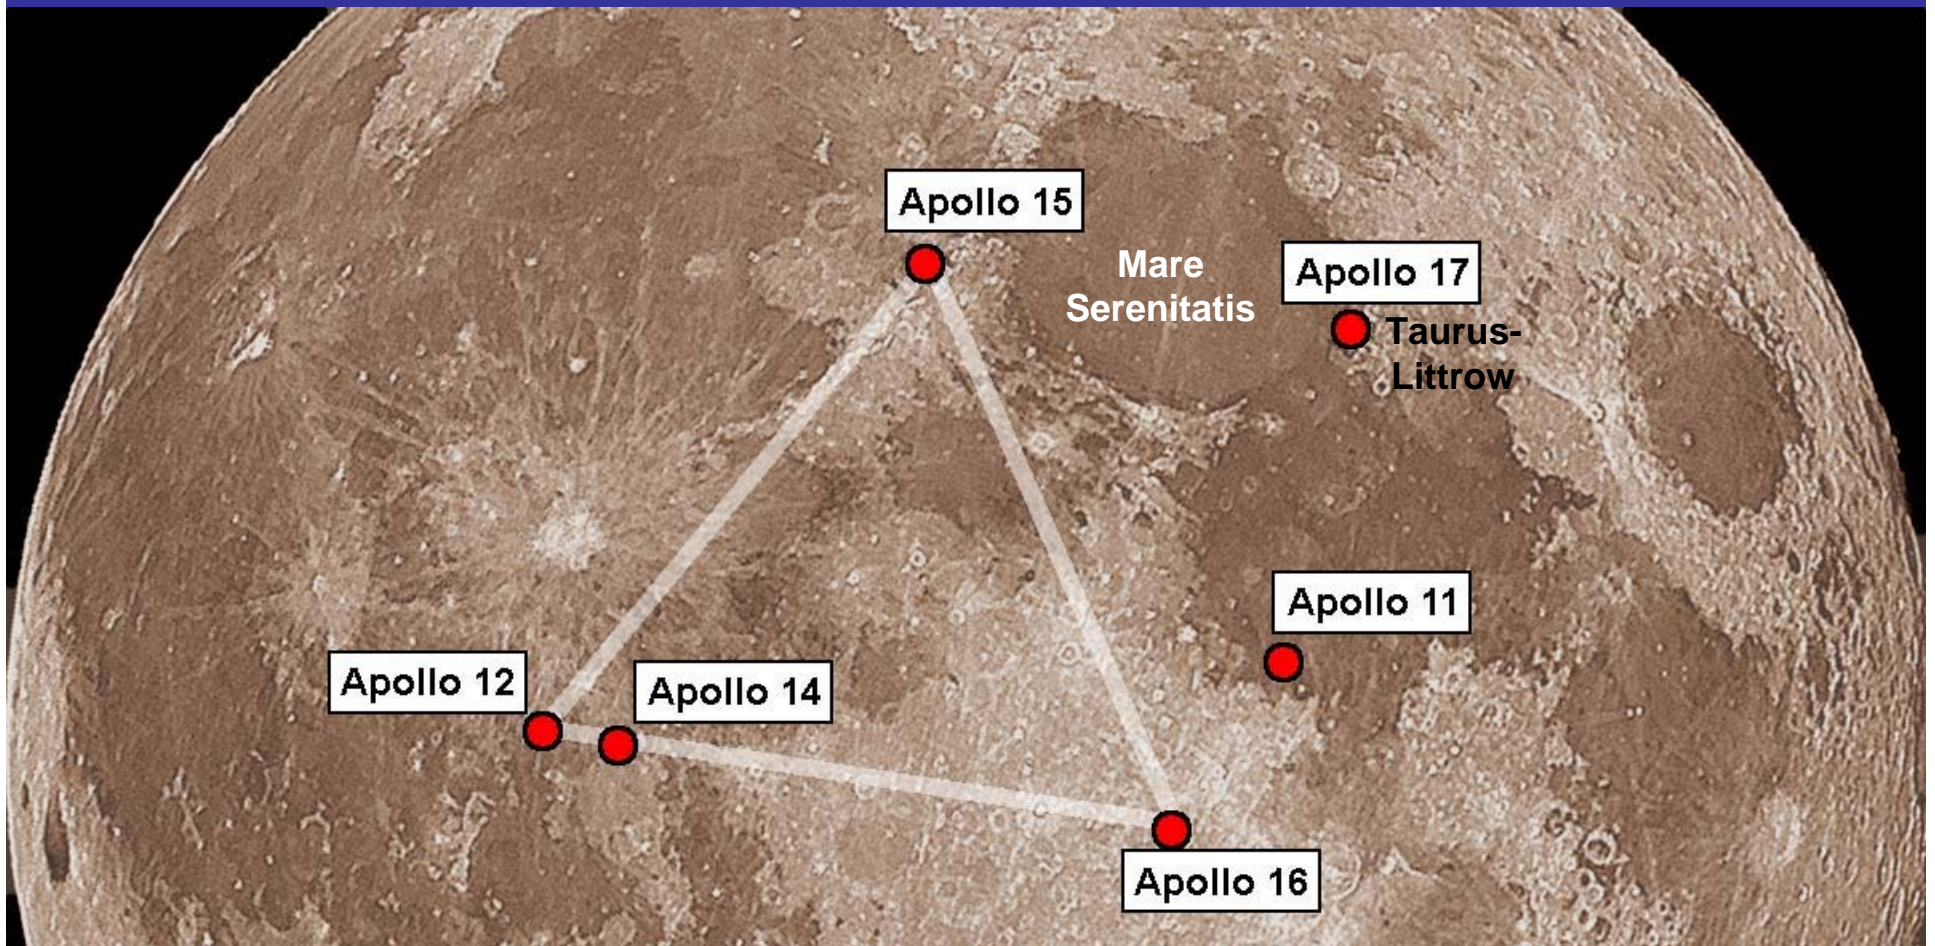 Apollo 15
Mare
Serenitatis
Apollo 17
Taurus-
Littrow
Apollo 11
Apollo 12
Apollo 14
Apollo 16